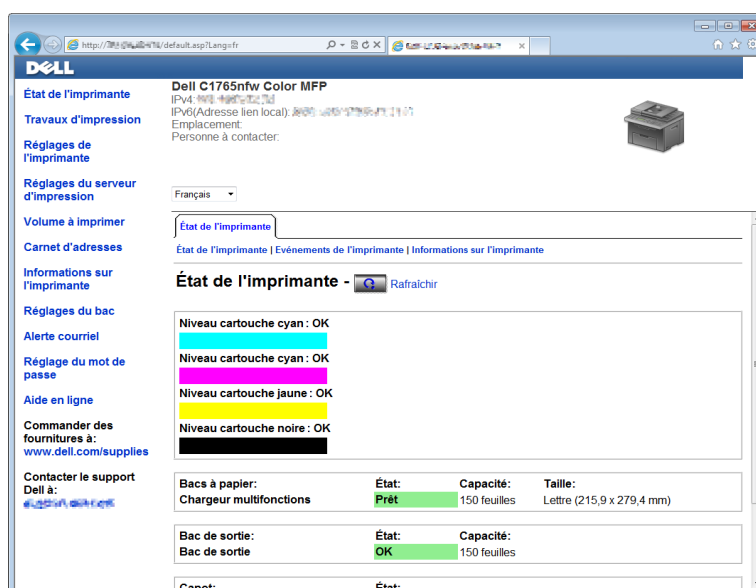 http://
/default.asp?Lang=fr
DELL
État de l'imprimante
Travaux d'impression
Réglages de
l'imprimante
Réglages du serveur
d'impression
Volume à imprimer
Carnet d'adresses
Informations sur
l'imprimante
Réglages du bac
Alerte courriel
Réglage du mot de
passe
Aide en ligne
Commander des
fournitures à:
www.dell.com/supplies
Contacter le support
Dell à:
Dell C1765nfw Color MFP
IPv4:
IPv6(Adresse lien local):
Emplacement:
Personne à contacter:
Français
État de l'imprimante
État de l'imprimante | Evénements de l'imprimante | Informations sur l'imprimante
État de l'imprimante - Rafraîchir
Niveau cartouche cyan : OK
Niveau cartouche cyan : OK
Niveau cartouche jaune : OK
Niveau cartouche noire : OK
Bacs à papier: État: Capacité: Taille:
Chargeur multifonctions Prêt 150 feuilles Lettre (215,9 x 279,4 mm)
Bac de sortie: État: Capacité:
Bac de sortie OK 150 feuilles
Capot: État: